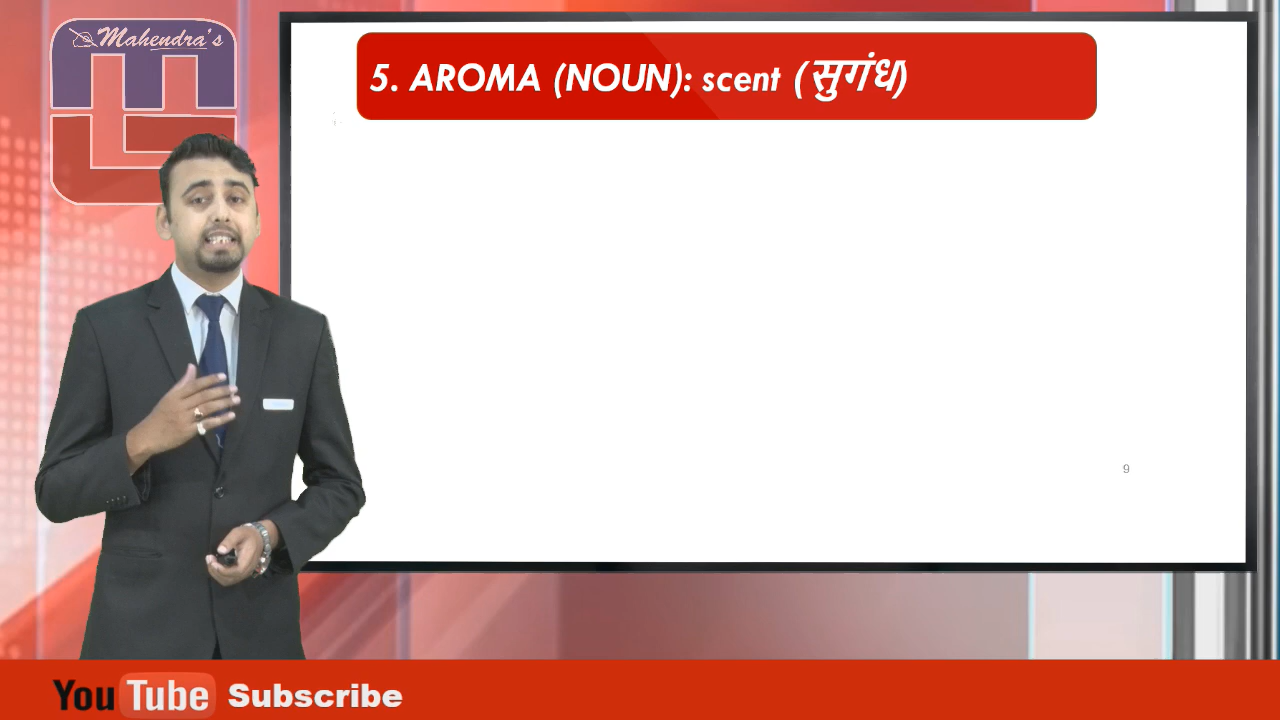 Mahendra's
5. AROMA (NOUN): scent (सुगंध)
9
YouTube Subscribe